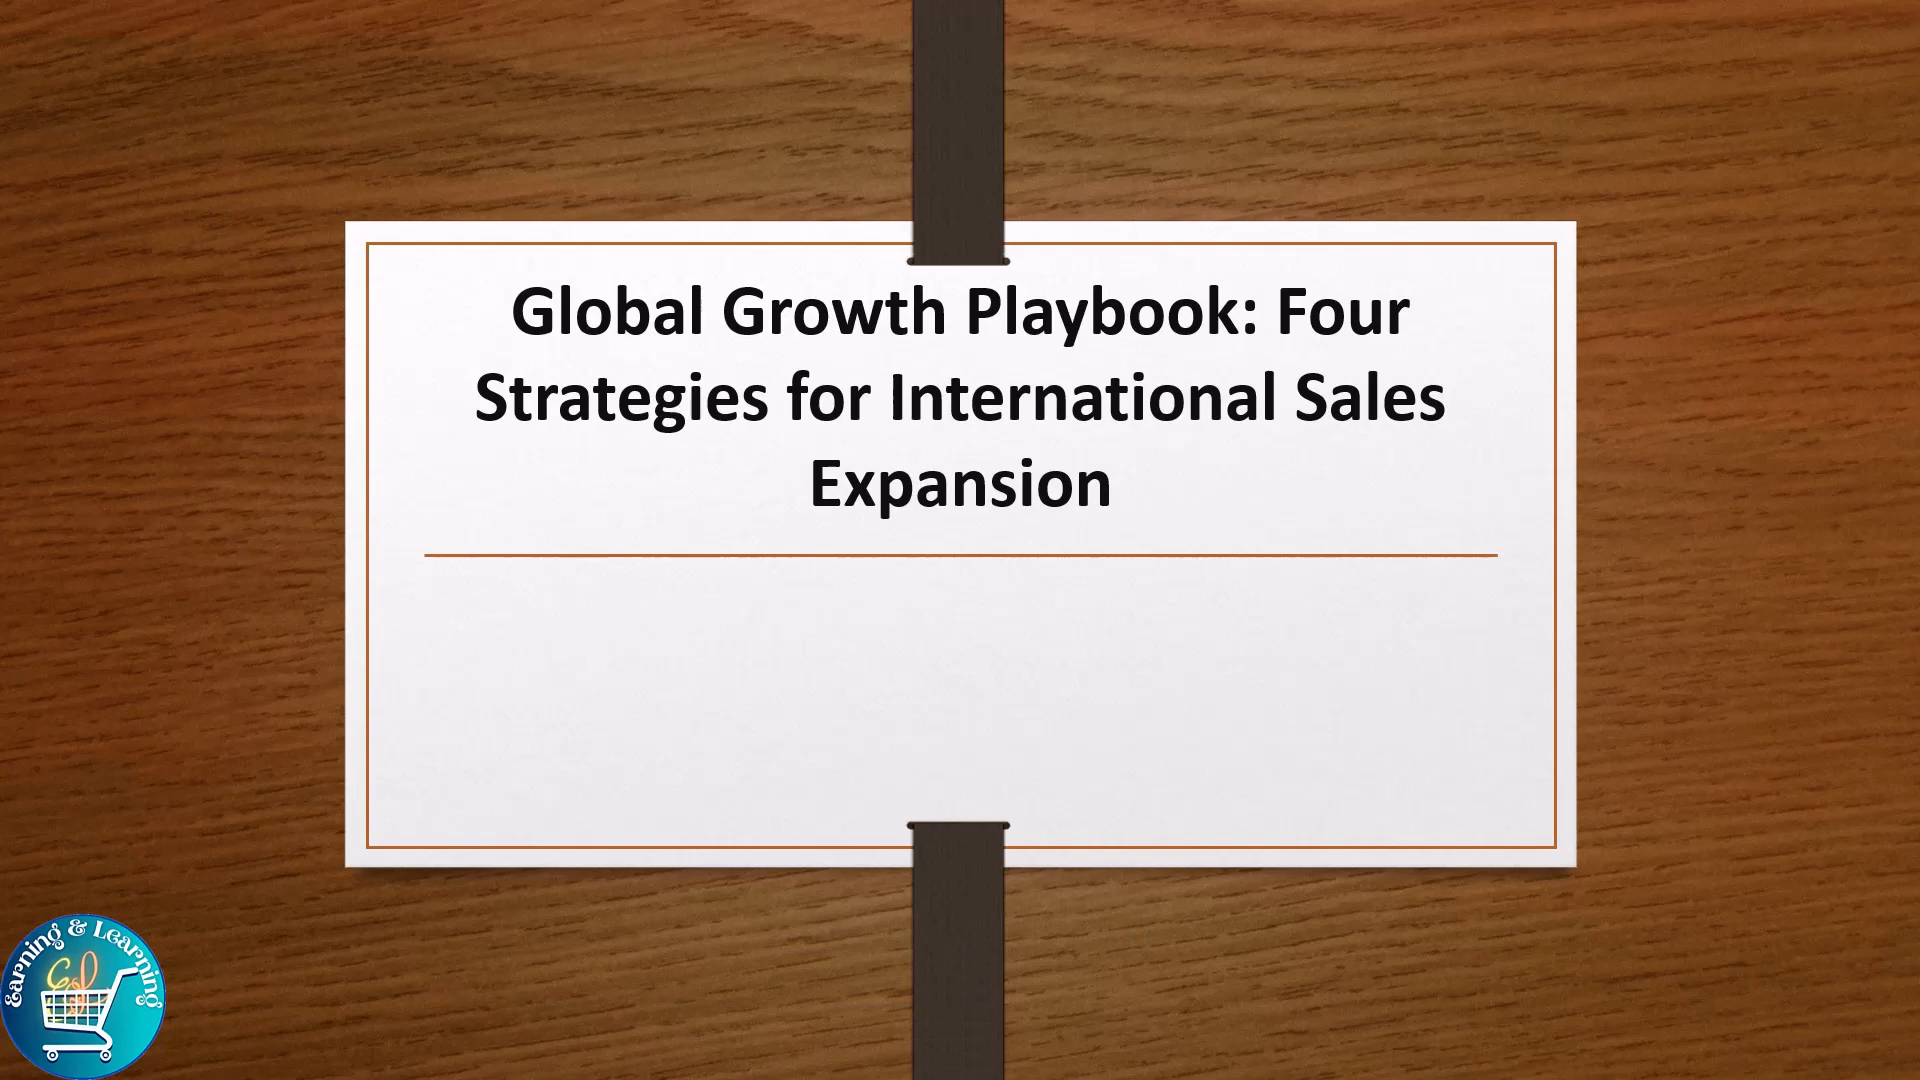 Global Growth Playbook: Four
Strategies for International Sales
Expansion
Earning & Learning